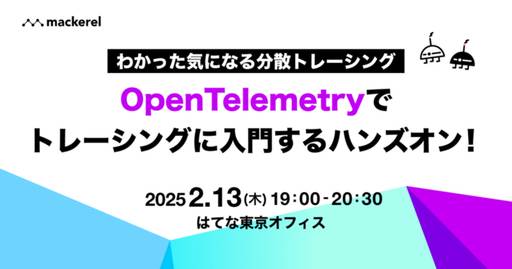 mackerel
わかった気になる分散トレーシング
OpenTelemetryで
トレーシングに入門するハンズオン！
2025 2.13(木) 19:00-20:30
はてな東京オフィス